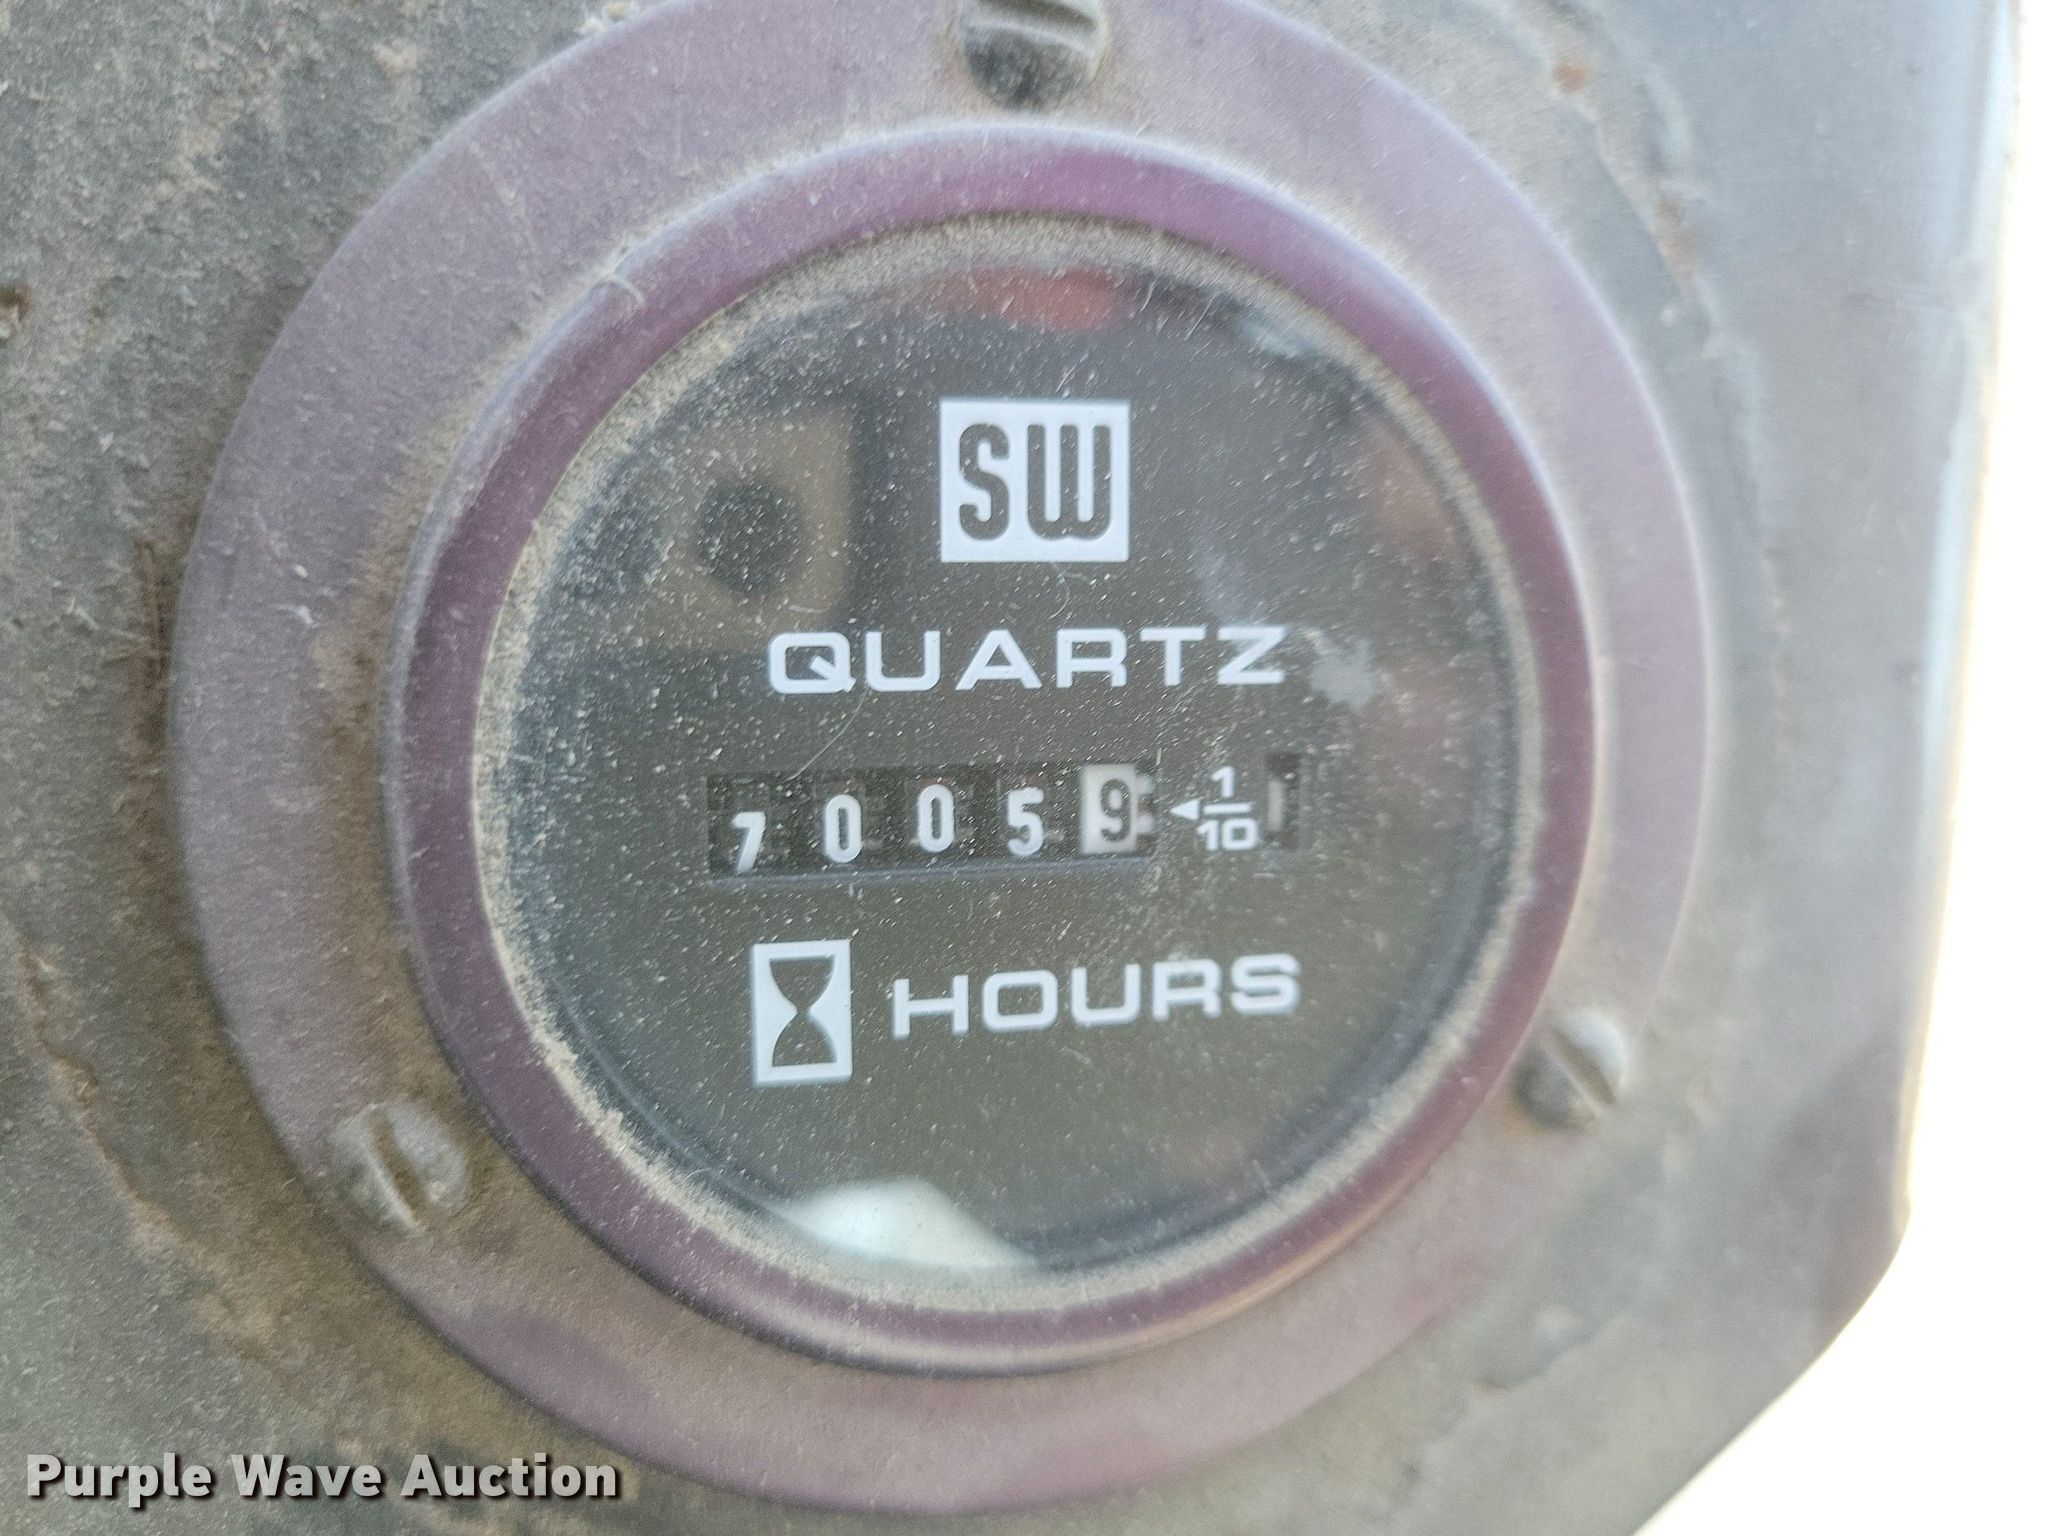 SW
QUARTZ
70059 ◄ 1/10
HOURS
Purple Wave Auction